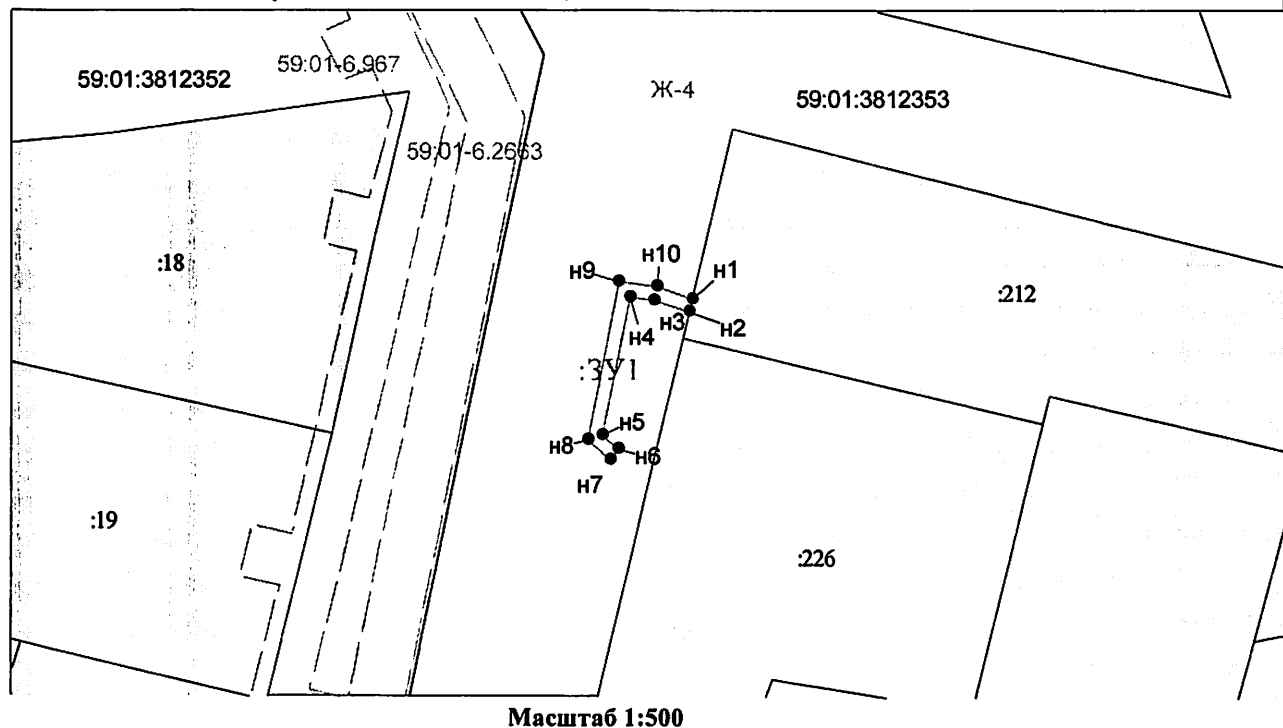 59:01-6.967
59:01:3812352
Ж-4
59:01:3812353
59:01-6.2663
:18
н9
н10
н1
:212
н4
н3
н2
:ЗУ1
н5
н8
н6
н7
:19
:226
Масштаб 1:500